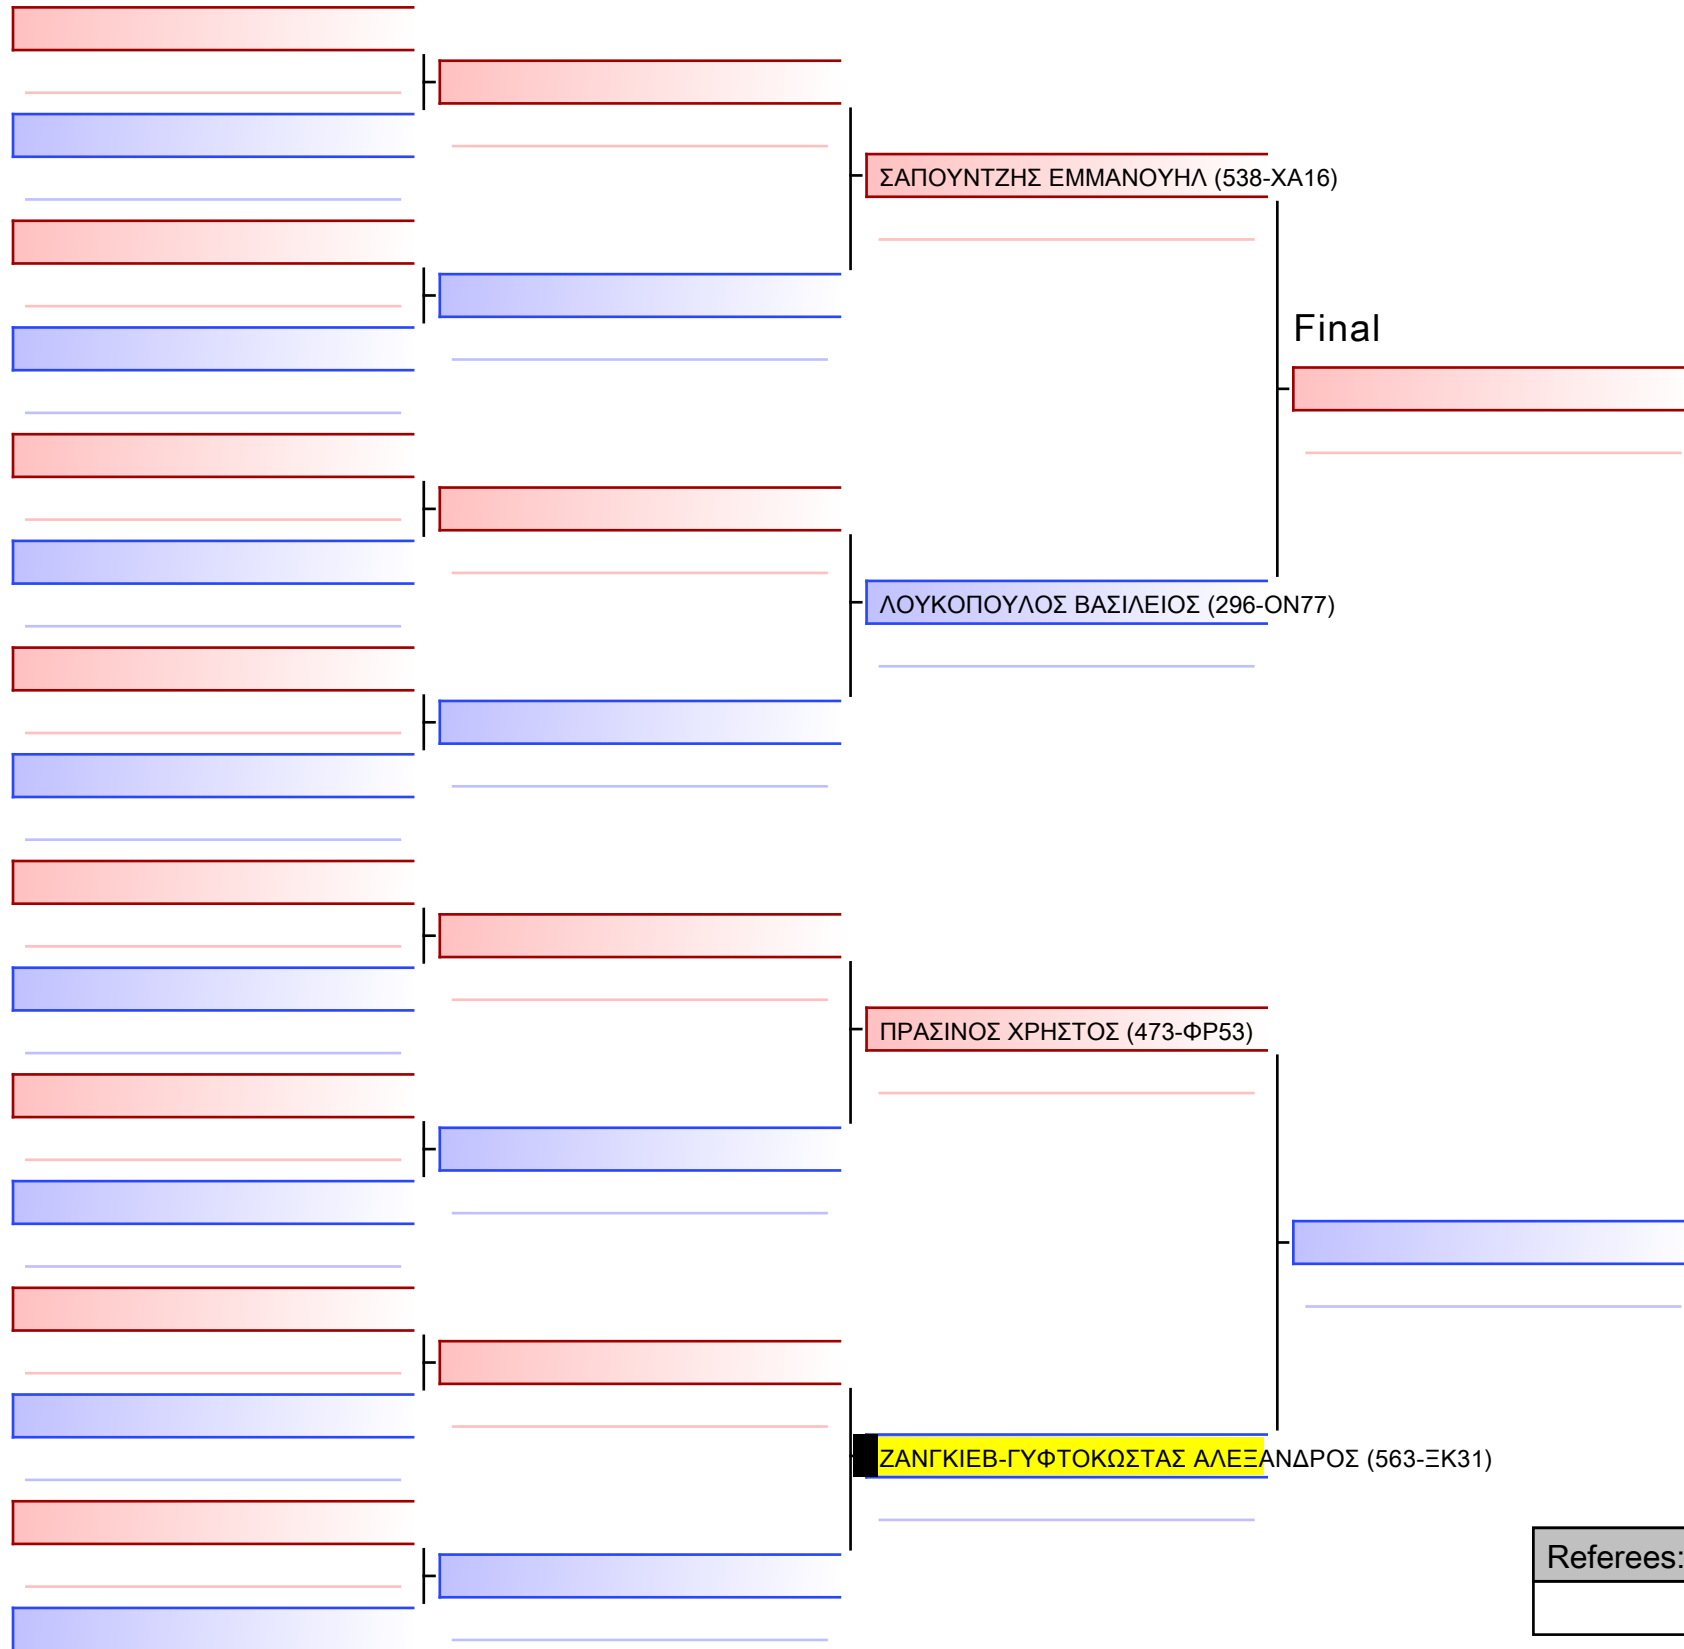 ΣΑΠΟΥΝΤΖΗΣ ΕΜΜΑΝΟΥΗΛ (538-ΧΑ16)
Final
ΛΟΥΚΟΠΟΥΛΟΣ ΒΑΣΙΛΕΙΟΣ (296-ΟΝ77)
ΠΡΑΣΙΝΟΣ ΧΡΗΣΤΟΣ (473-ΦΡ53)
ΖΑΝΓΚΙΕΒ-ΓΥΦΤΟΚΩΣΤΑΣ ΑΛΕΞΑΝΔΡΟΣ (563-ΞΚ31)
Referees: